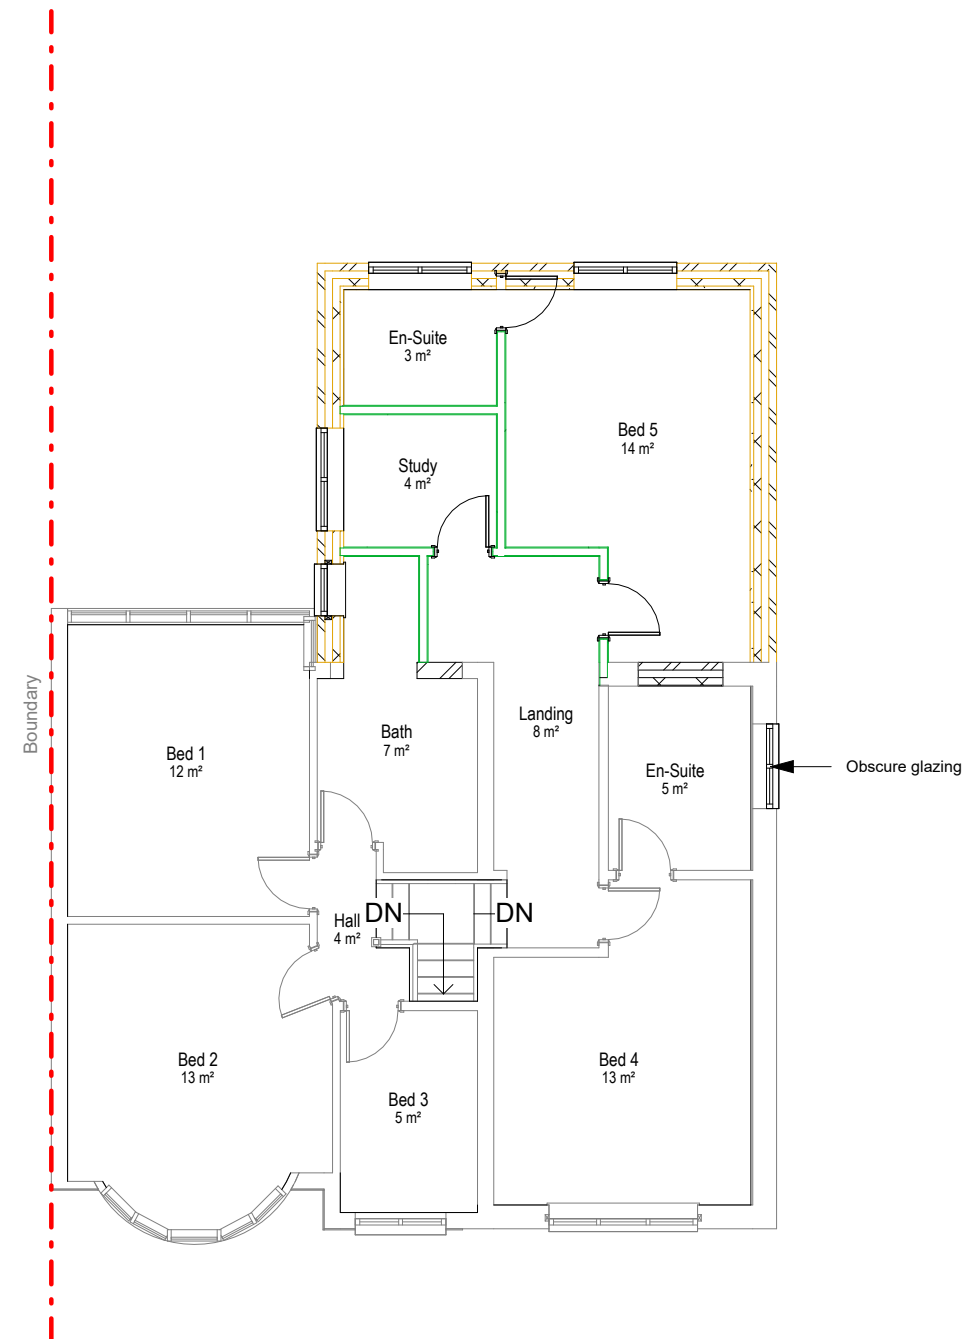 En-Suite
3 m²
Bed 5
14 m²
Study
4 m²
Boundary
Landing
8 m²
Bath
7 m²
Bed 1
12 m²
En-Suite
5 m²
Obscure glazing
Hall
4 m²
DN
DN
Bed 2
13 m²
Bed 3
5 m²
Bed 4
13 m²